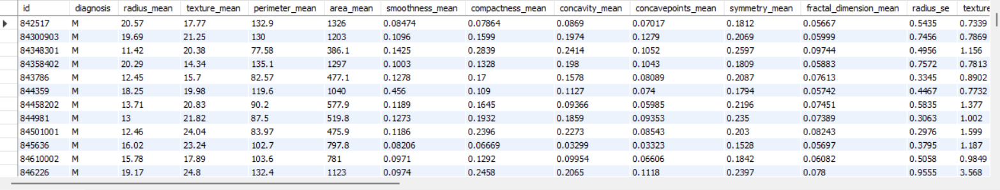 id diagnosis radius_mean texture_mean perimeter_mean area_mean smoothness_mean compactness_mean concavity_mean concavepoints_mean symmetry_mean fractal_dimension_mean radius_se texture
842517 M 20.57 17.77 132.9 1326 0.08474 0.07864 0.0869 0.07017 0.1812 0.05667 0.5435 0.7339
84300903 M 19.69 21.25 130 1203 0.1096 0.1599 0.1974 0.1279 0.2069 0.05999 0.7456 0.7869
84348301 M 11.42 20.38 77.58 386.1 0.1425 0.2839 0.2414 0.1052 0.2597 0.09744 0.4956 1.156
84358402 M 20.29 14.34 135.1 1297 0.1003 0.1328 0.198 0.1043 0.1809 0.05883 0.7572 0.7813
843786 M 12.45 15.7 82.57 477.1 0.1278 0.17 0.1578 0.08089 0.2087 0.07613 0.3345 0.8902
844359 M 18.25 19.98 119.6 1040 0.456 0.109 0.1127 0.074 0.1794 0.05742 0.4467 0.7732
84458202 M 13.71 20.83 90.2 577.9 0.1189 0.1645 0.09366 0.05985 0.2196 0.07451 0.5835 1.377
844981 M 13 21.82 87.5 519.8 0.1273 0.1932 0.1859 0.09353 0.235 0.07389 0.3063 1.002
84501001 M 12.46 24.04 83.97 475.9 0.1186 0.2396 0.2273 0.08543 0.203 0.08243 0.2976 1.599
845636 M 16.02 23.24 102.7 797.8 0.08206 0.06669 0.03299 0.03323 0.1528 0.05697 0.3795 1.187
84610002 M 15.78 17.89 103.6 781 0.0971 0.1292 0.09954 0.06606 0.1842 0.06082 0.5058 0.9849
846226 M 19.17 24.8 132.4 1123 0.0974 0.2458 0.2065 0.1118 0.2397 0.078 0.9555 3.568